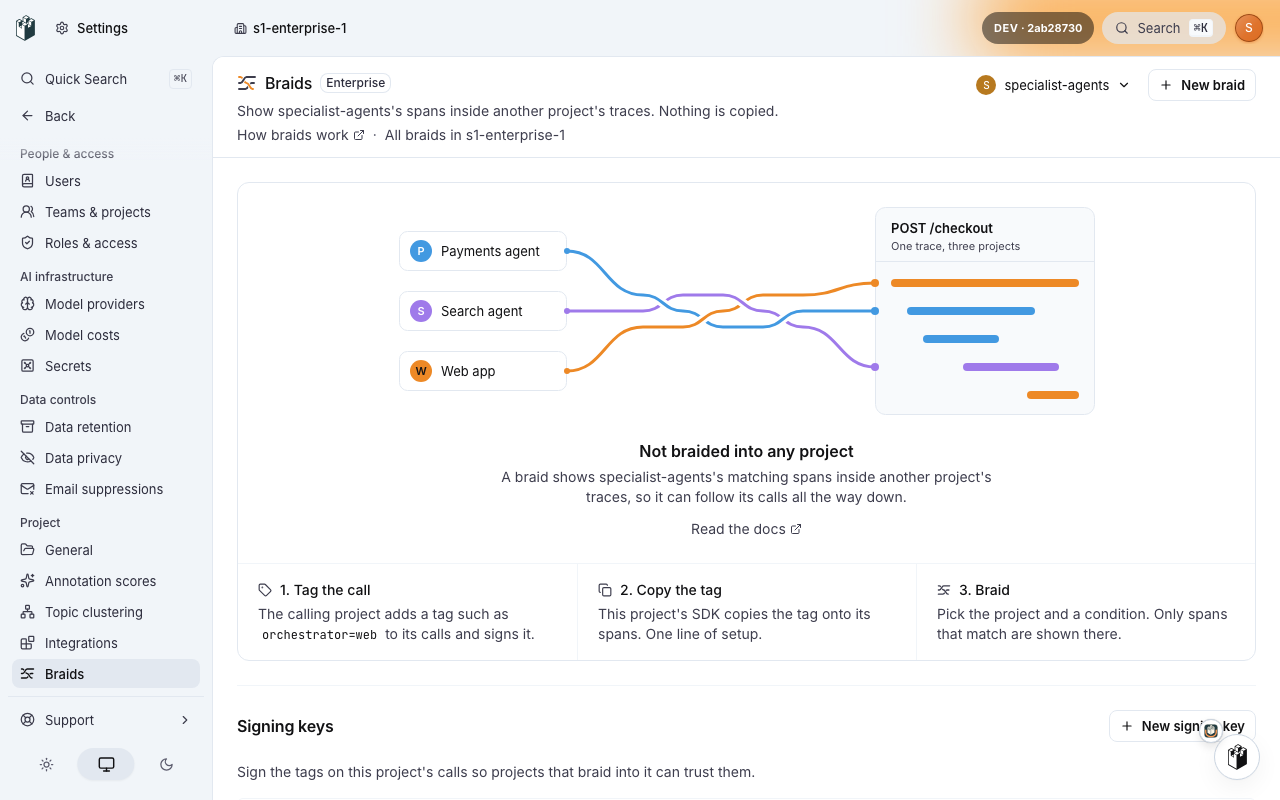 Settings
s1-enterprise-1
DEV · 2ab28730
Search ⌘K
S
Quick Search ⌘K
Back
People & access
Users
Teams & projects
Roles & access
AI infrastructure
Model providers
Model costs
Secrets
Data controls
Data retention
Data privacy
Email suppressions
Project
General
Annotation scores
Topic clustering
Integrations
Braids
Support
Braids Enterprise
S specialist-agents
New braid
Show specialist-agents's spans inside another project's traces. Nothing is copied.
How braids work · All braids in s1-enterprise-1
P Payments agent
S Search agent
W Web app
POST /checkout
One trace, three projects
Not braided into any project
A braid shows specialist-agents's matching spans inside another project's
traces, so it can follow its calls all the way down.
Read the docs
1. Tag the call
The calling project adds a tag such as
orchestrator=web to its calls and signs it.
2. Copy the tag
This project's SDK copies the tag onto its
spans. One line of setup.
3. Braid
Pick the project and a condition. Only spans
that match are shown there.
Signing keys
New signing key
Sign the tags on this project's calls so projects that braid into it can trust them.